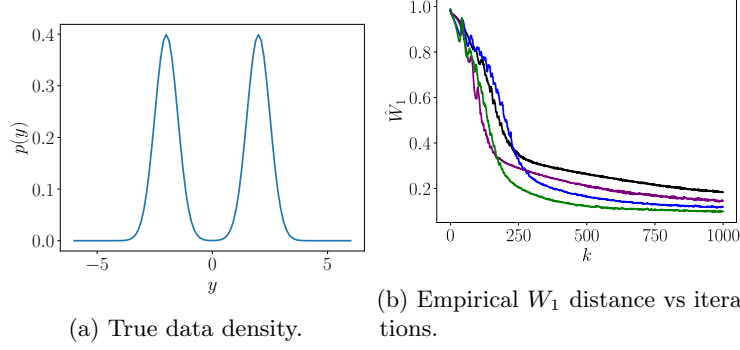 0.4
0.3
0.2
0.1
0.0
p(y)
−5
0
5
y
(a) True data density.
1.0
0.8
0.6
0.4
0.2
Ŵ₁
0
250
500
750
1000
k
(b) Empirical W₁ distance vs itera
tions.